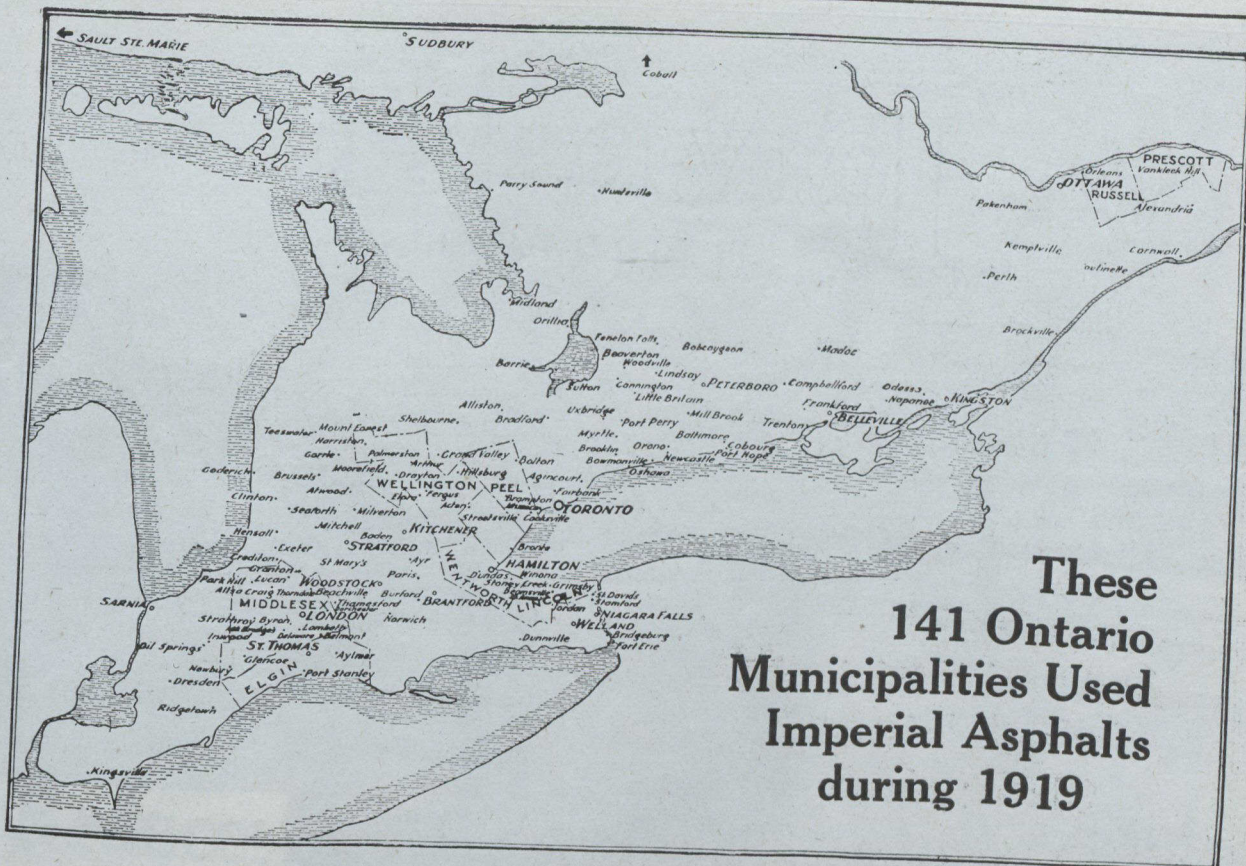 SAULT STE. MARIE
SUDBURY
Cobalt
PRESCOTT
Orleans
Vankleek Hill
OTTAWA
RUSSELL
Parry Sound
Huntsville
Pakenham
Alexandria
Kemptville
Cornwall
Perth
Midland
Orillia
Brockville
Fenelon Falls
Beaverton
Bobcaygeon
Madoc
Woodville
Barrie
Lindsay
Sutton
Cannington
PETERBORO
Campbellford
Odessa
Little Britain
Napanee
KINGSTON
Alliston
Frankford
Shelbourne
Bradford
Uxbridge
Port Perry
Mill Brook
Trenton
BELLEVILLE
Teeswater
Mount Forest
Myrtle
Baltimore
Harriston
Orono
Cobourg
Gorrie
Palmerston
Arthur
Grand Valley
Bolton
Brooklin
Bowmanville
Newcastle
Port Hope
Goderich
Brussels
Moorefield
Drayton
Hillsburg
Agincourt
Oshawa
WELLINGTON
PEEL
Clinton
Atwood
Elora
Fergus
Brampton
Fairbank
Acton
TORONTO
Seaforth
Milverton
Streetsville
Cooksville
Hensall
Mitchell
Baden
KITCHENER
Exeter
STRATFORD
Bronte
Crediton
St Mary's
Ayr
Granton
HAMILTON
Park Hill
Lucan
WOODSTOCK
Paris
WENTWORTH
Dundas
Winona
Ailsa Craig
Thorndale
Beachville
Burford
Stoney Creek
Grimsby
Beamsville
St Davids
SARNIA
MIDDLESEX
Thamesford
BRANTFORD
LINCOLN
Jordan
Stamford
Strathroy
Byron
LONDON
Norwich
NIAGARA FALLS
Lambeth
WELLAND
Inwood
Delaware
Belmont
Dunnville
Bridgeburg
Oil Springs
ST. THOMAS
Fort Erie
Glencoe
Aylmer
Newbury
Dresden
ELGIN
Port Stanley
Ridgetown
Kingsville
These
141 Ontario
Municipalities Used
Imperial Asphalts
during 1919